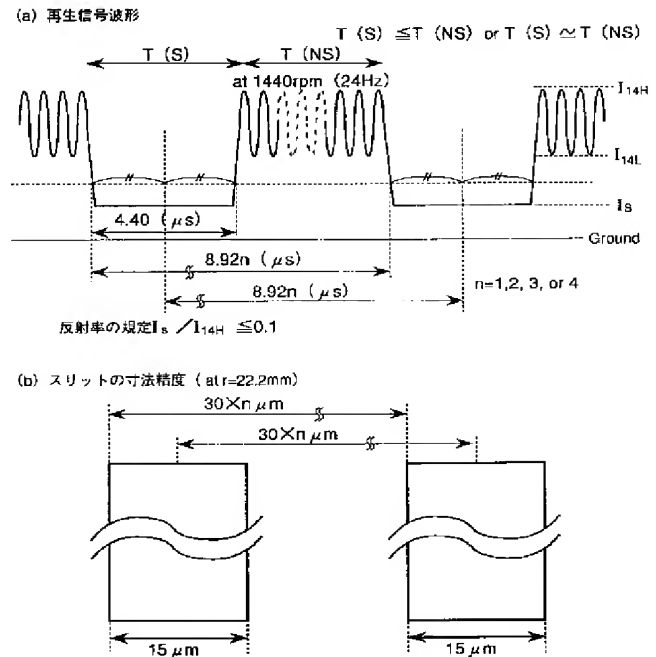 (a) 再生信号波形
T (S) ≦T (NS) or T (S) ≃ T (NS)
T (S)
T (NS)
at 1440rpm (24Hz)
I14H
I14L
Is
4.40 (μs)
Ground
8.92n (μs)
8.92n (μs)
n=1,2, 3, or 4
反射率の規定Is ／I14H ≦0.1
(b) スリットの寸法精度 ( at r=22.2mm)
30×n μm
30×n μm
15 μm
15 μm